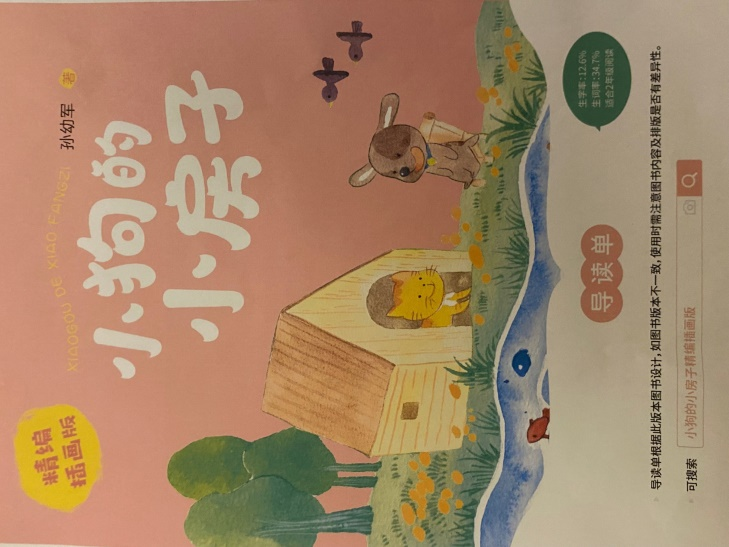 精编
插画版
XIAOGOU DE XIAO FANGZI
小狗的
小房子
孙幼军 著
生字率:12.6%
生词率:34.7%
适合2年级阅读
导读单
导读单根据此版本图书设计,如图书版本不一致,使用时需注意图书内容及排版是否有差异性。
可搜索 小狗的小房子精编插画版